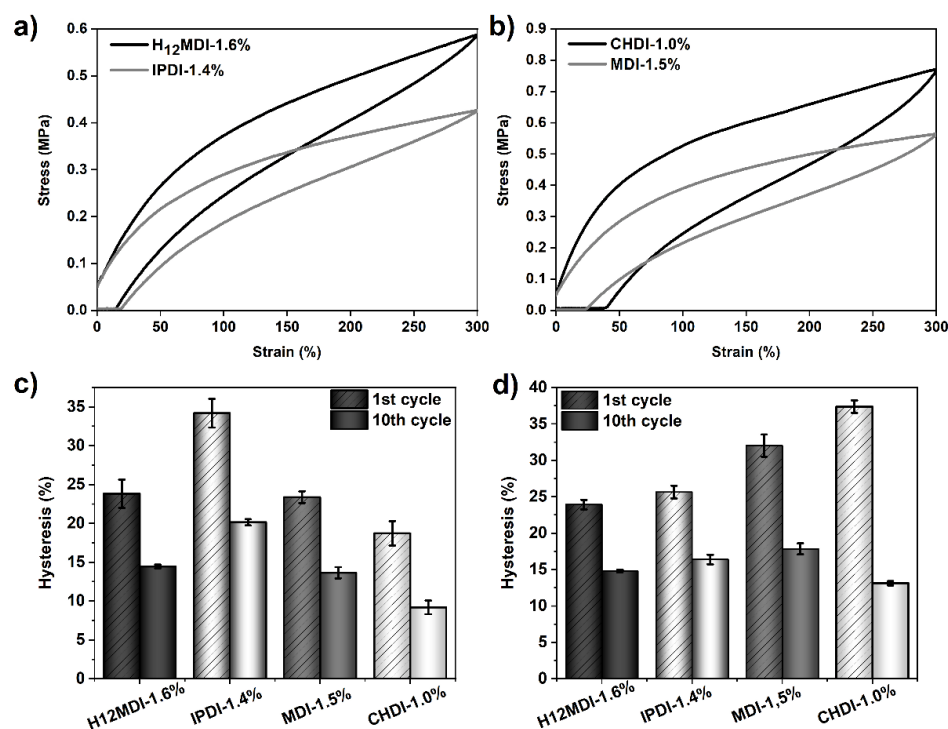 a)
H₁₂MDI-1.6%
IPDI-1.4%
Stress (MPa)
0.6
0.5
0.4
0.3
0.2
0.1
0.0
0 50 100 150 200 250 300
Strain (%)
b)
CHDI-1.0%
MDI-1.5%
Stress (MPa)
0.9
0.8
0.7
0.6
0.5
0.4
0.3
0.2
0.1
0.0
0 50 100 150 200 250 300
Strain (%)
c)
1st cycle
10th cycle
Hysteresis (%)
35
30
25
20
15
10
5
0
H12MDI-1.6% IPDI-1.4% MDI-1.5% CHDI-1.0%
d)
1st cycle
10th cycle
Hysteresis (%)
40
35
30
25
20
15
10
5
0
H12MDI-1.6% IPDI-1.4% MDI-1,5% CHDI-1.0%